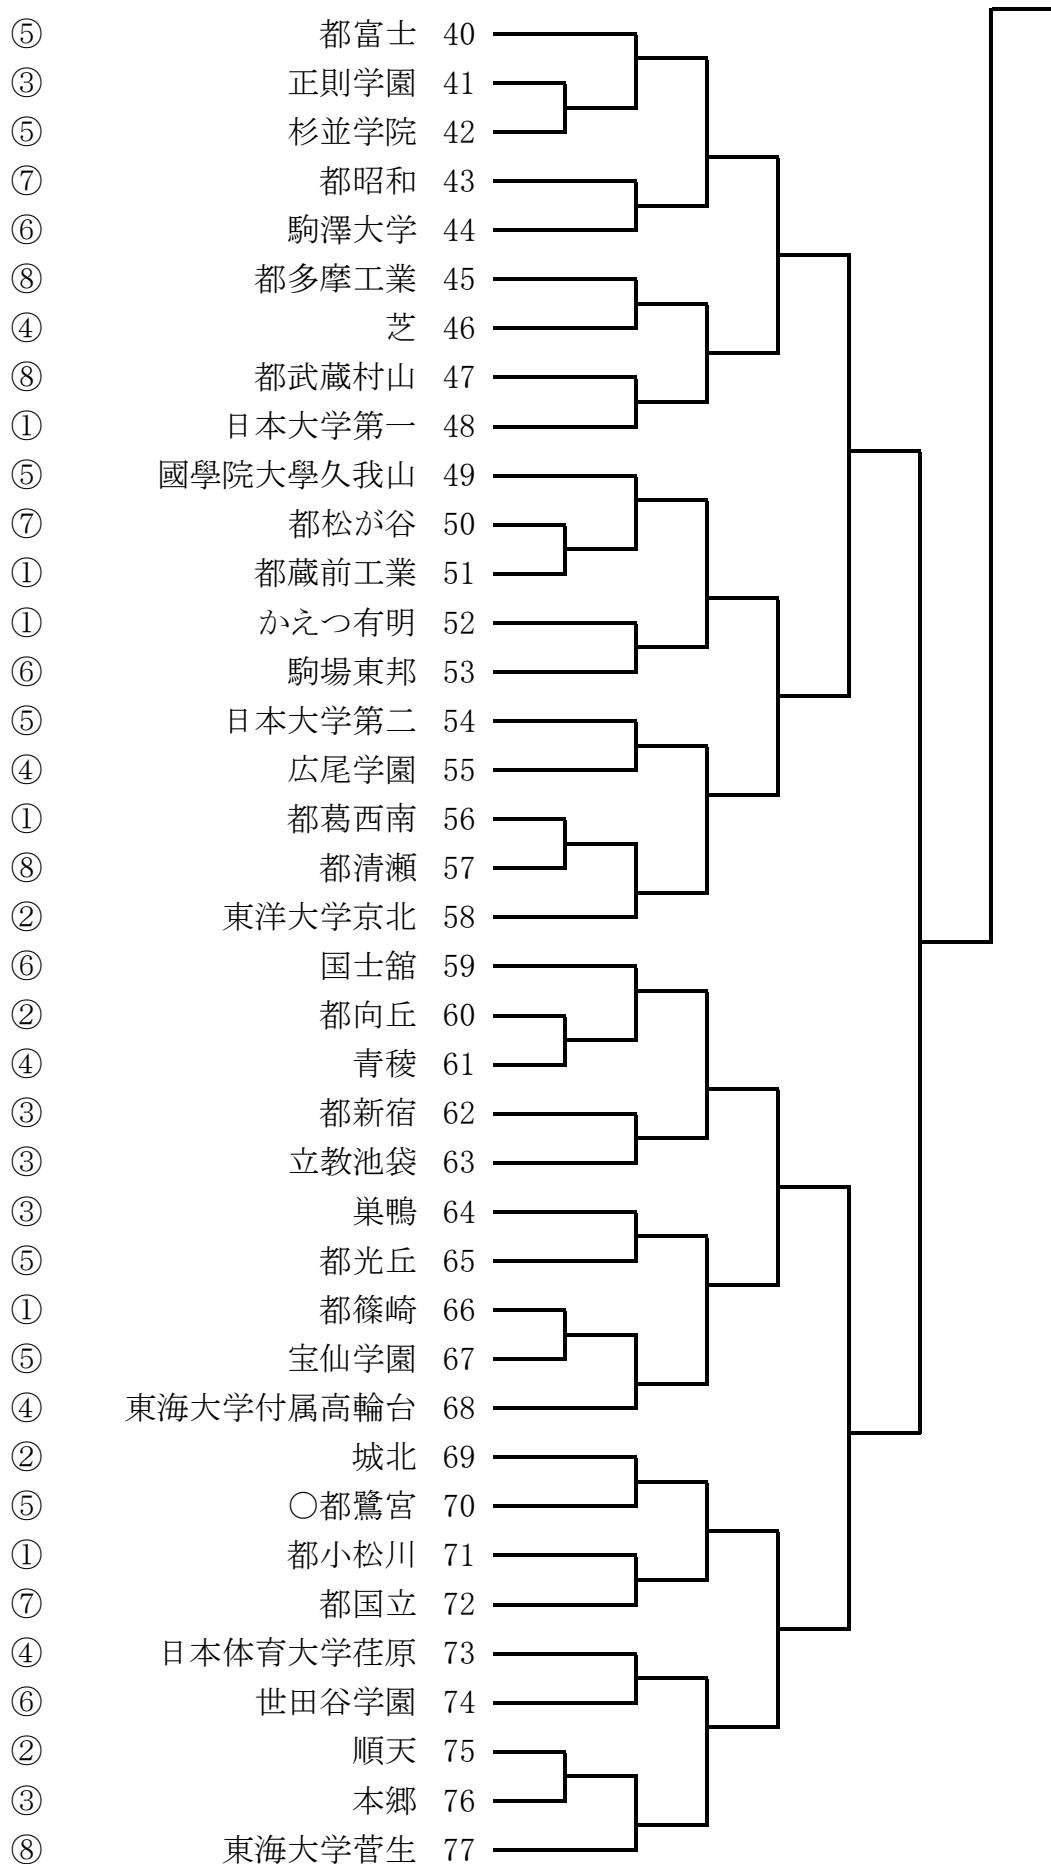 ⑤ 都富士 40
③ 正則学園 41
⑤ 杉並学院 42
⑦ 都昭和 43
⑥ 駒澤大学 44
⑧ 都多摩工業 45
④ 芝 46
⑧ 都武蔵村山 47
① 日本大学第一 48
⑤ 國學院大學久我山 49
⑦ 都松が谷 50
① 都蔵前工業 51
① かえつ有明 52
⑥ 駒場東邦 53
⑤ 日本大学第二 54
④ 広尾学園 55
① 都葛西南 56
⑧ 都清瀬 57
② 東洋大学京北 58
⑥ 国士舘 59
② 都向丘 60
④ 青稜 61
③ 都新宿 62
③ 立教池袋 63
③ 巣鴨 64
⑤ 都光丘 65
① 都篠崎 66
⑤ 宝仙学園 67
④ 東海大学付属高輪台 68
② 城北 69
⑤ ○都鷺宮 70
① 都小松川 71
⑦ 都国立 72
④ 日本体育大学荏原 73
⑥ 世田谷学園 74
② 順天 75
③ 本郷 76
⑧ 東海大学菅生 77